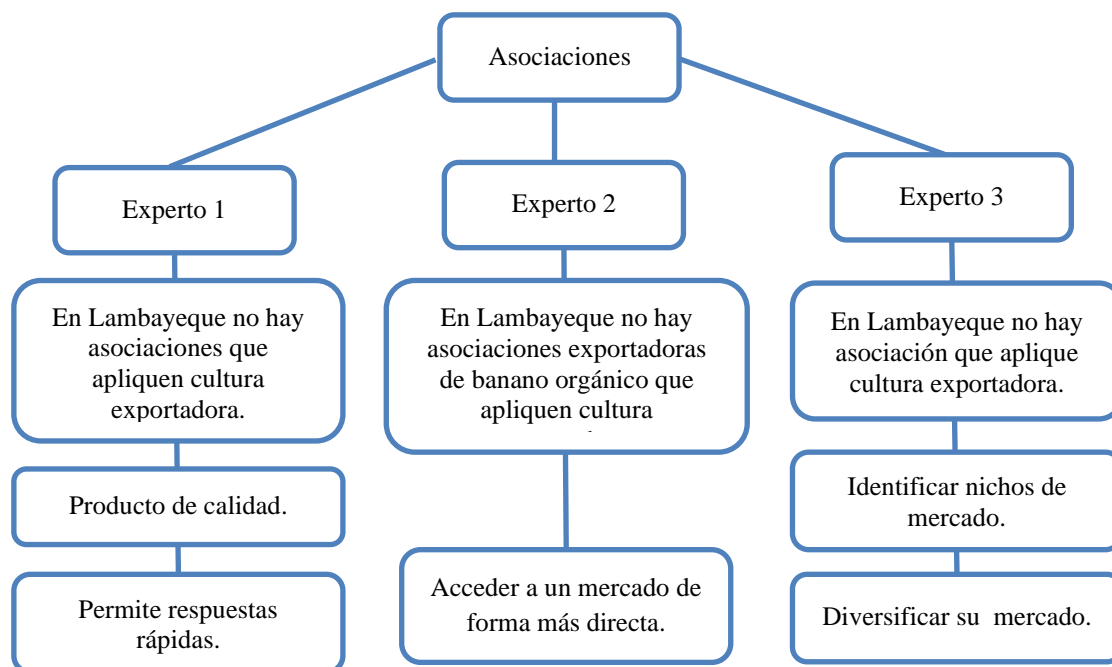 Asociaciones
Experto 1
Experto 2
Experto 3
En Lambayeque no hay
asociaciones que
apliquen cultura
exportadora.
En Lambayeque no hay
asociaciones exportadoras
de banano orgánico que
apliquen cultura
En Lambayeque no hay
asociación que aplique
cultura exportadora.
Producto de calidad.
Identificar nichos de
mercado.
Permite respuestas
rápidas.
Acceder a un mercado de
forma más directa.
Diversificar su mercado.